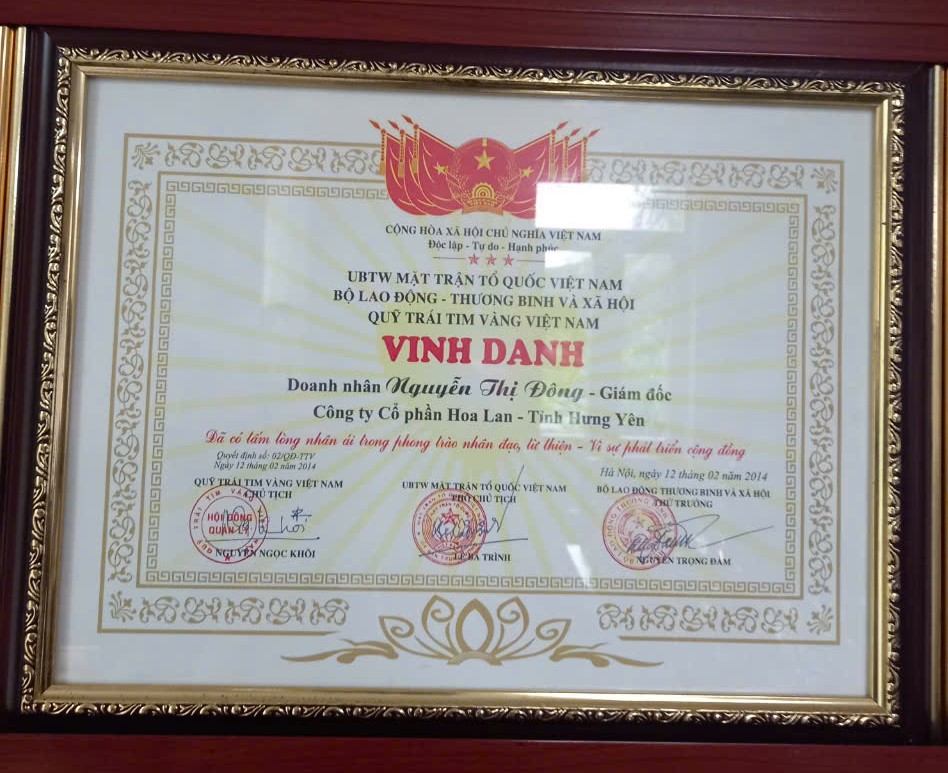 CỘNG HÒA XÃ HỘI CHỦ NGHĨA VIỆT NAM
Độc lập - Tự do - Hạnh phúc
UBTW MẶT TRẬN TỔ QUỐC VIỆT NAM
BỘ LAO ĐỘNG - THƯƠNG BINH VÀ XÃ HỘI
QUỸ TRÁI TIM VÀNG VIỆT NAM
VINH DANH
Doanh nhân Nguyễn Thị Đông - Giám đốc
Công ty Cổ phần Hoa Lan - Tỉnh Hưng Yên
Đã có tấm lòng nhân ái trong phong trào nhân đạo, từ thiện - Vì sự phát triển cộng đồng
Quyết định số: 02/QĐ-TTV
Ngày 12 tháng 02 năm 2014
QUỸ TRÁI TIM VÀNG VIỆT NAM
CHỦ TỊCH
HỘI ĐỒNG
QUẢN LÝ
NGUYỄN NGỌC KHÔI
UBTW MẶT TRẬN TỔ QUỐC VIỆT NAM
PHÓ CHỦ TỊCH
LÊ BÁ TRÌNH
Hà Nội, ngày 12 tháng 02 năm 2014
BỘ LAO ĐỘNG THƯƠNG BINH VÀ XÃ HỘI
THỨ TRƯỞNG
NGUYỄN TRỌNG ĐÀM